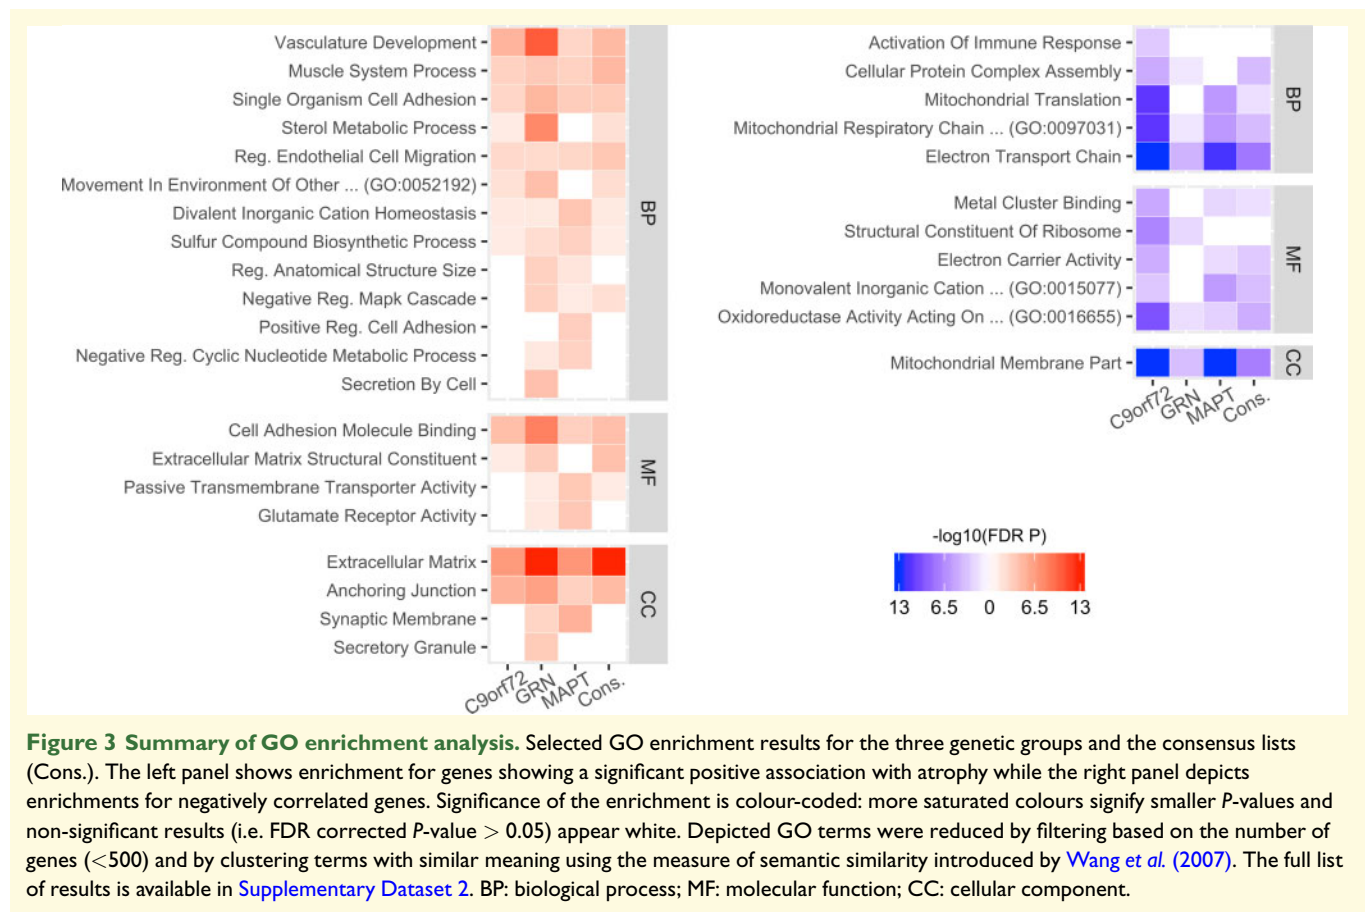 Vasculature Development
Muscle System Process
Single Organism Cell Adhesion
Sterol Metabolic Process
Reg. Endothelial Cell Migration
Movement In Environment Of Other ... (GO:0052192)
Divalent Inorganic Cation Homeostasis
Sulfur Compound Biosynthetic Process
Reg. Anatomical Structure Size
Negative Reg. Mapk Cascade
Positive Reg. Cell Adhesion
Negative Reg. Cyclic Nucleotide Metabolic Process
Secretion By Cell
BP
Cell Adhesion Molecule Binding
Extracellular Matrix Structural Constituent
Passive Transmembrane Transporter Activity
Glutamate Receptor Activity
MF
Extracellular Matrix
Anchoring Junction
Synaptic Membrane
Secretory Granule
CC
C9orf72 GRN MAPT Cons.
Activation Of Immune Response
Cellular Protein Complex Assembly
Mitochondrial Translation
Mitochondrial Respiratory Chain ... (GO:0097031)
Electron Transport Chain
BP
Metal Cluster Binding
Structural Constituent Of Ribosome
Electron Carrier Activity
Monovalent Inorganic Cation ... (GO:0015077)
Oxidoreductase Activity Acting On ... (GO:0016655)
MF
Mitochondrial Membrane Part
CC
C9orf72 GRN MAPT Cons.
-log10(FDR P)
13 6.5 0 6.5 13
Figure 3 Summary of GO enrichment analysis. Selected GO enrichment results for the three genetic groups and the consensus lists
(Cons.). The left panel shows enrichment for genes showing a significant positive association with atrophy while the right panel depicts
enrichments for negatively correlated genes. Significance of the enrichment is colour-coded: more saturated colours signify smaller P-values and
non-significant results (i.e. FDR corrected P-value > 0.05) appear white. Depicted GO terms were reduced by filtering based on the number of
genes (<500) and by clustering terms with similar meaning using the measure of semantic similarity introduced by Wang et al. (2007). The full list
of results is available in Supplementary Dataset 2. BP: biological process; MF: molecular function; CC: cellular component.